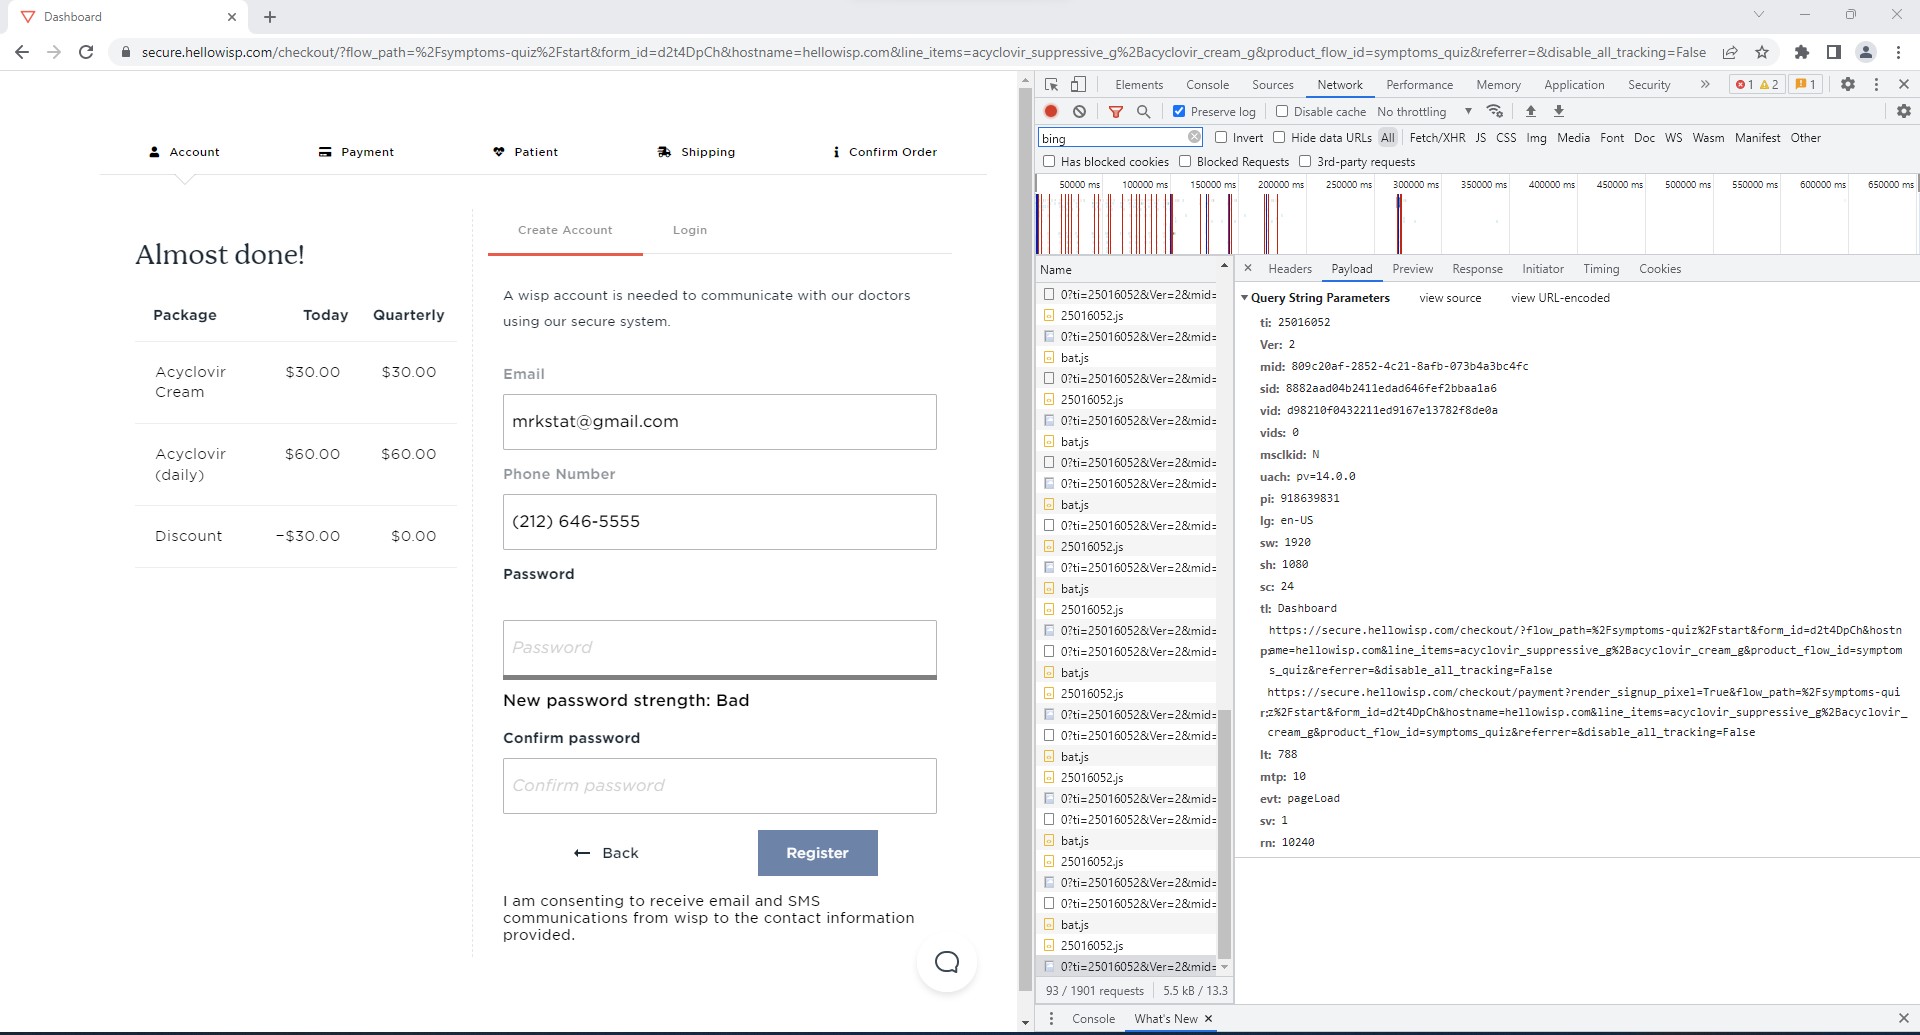 Dashboard
secure.hellowisp.com/checkout/?flow_path=%2Fsymptoms-quiz%2Fstart&form_id=d2t4DpCh&hostname=hellowisp.com&line_items=acyclovir_suppressive_g%2Bacyclovir_cream_g&product_flow_id=symptoms_quiz&referrer=&disable_all_tracking=False
Account Payment Patient Shipping Confirm Order
Almost done!
Package Today Quarterly
Acyclovir Cream $30.00 $30.00
Acyclovir (daily) $60.00 $60.00
Discount −$30.00 $0.00
Create Account Login
A wisp account is needed to communicate with our doctors
using our secure system.
Email
mrkstat@gmail.com
Phone Number
(212) 646-5555
Password
Password
New password strength: Bad
Confirm password
Confirm password
Back Register
I am consenting to receive email and SMS
communications from wisp to the contact information
provided.
Elements Console Sources Network Performance Memory Application Security » 1 2 1
Preserve log Disable cache No throttling
bing Invert Hide data URLs All Fetch/XHR JS CSS Img Media Font Doc WS Wasm Manifest Other
Has blocked cookies Blocked Requests 3rd-party requests
50000 ms 100000 ms 150000 ms 200000 ms 250000 ms 300000 ms 350000 ms 400000 ms 450000 ms 500000 ms 550000 ms 600000 ms 650000 ms
Name
0?ti=25016052&Ver=2&mid=
25016052.js
0?ti=25016052&Ver=2&mid=
bat.js
0?ti=25016052&Ver=2&mid=
25016052.js
0?ti=25016052&Ver=2&mid=
bat.js
0?ti=25016052&Ver=2&mid=
0?ti=25016052&Ver=2&mid=
bat.js
0?ti=25016052&Ver=2&mid=
25016052.js
0?ti=25016052&Ver=2&mid=
bat.js
25016052.js
0?ti=25016052&Ver=2&mid=
0?ti=25016052&Ver=2&mid=
bat.js
25016052.js
0?ti=25016052&Ver=2&mid=
0?ti=25016052&Ver=2&mid=
bat.js
25016052.js
0?ti=25016052&Ver=2&mid=
0?ti=25016052&Ver=2&mid=
bat.js
25016052.js
0?ti=25016052&Ver=2&mid=
0?ti=25016052&Ver=2&mid=
bat.js
25016052.js
0?ti=25016052&Ver=2&mid=
93 / 1901 requests 5.5 kB / 13.3
Headers Payload Preview Response Initiator Timing Cookies
Query String Parameters view source view URL-encoded
ti: 25016052
Ver: 2
mid: 809c20af-2852-4c21-8afb-073b4a3bc4fc
sid: 8882aad04b2411edad646fef2bbaa1a6
vid: d98210f0432211ed9167e13782f8de0a
vids: 0
msclkid: N
uach: pv=14.0.0
pi: 918639831
lg: en-US
sw: 1920
sh: 1080
sc: 24
tl: Dashboard
https://secure.hellowisp.com/checkout/?flow_path=%2Fsymptoms-quiz%2Fstart&form_id=d2t4DpCh&hostn
p: ame=hellowisp.com&line_items=acyclovir_suppressive_g%2Bacyclovir_cream_g&product_flow_id=symptom
s_quiz&referrer=&disable_all_tracking=False
https://secure.hellowisp.com/checkout/payment?render_signup_pixel=True&flow_path=%2Fsymptoms-qui
r: z%2Fstart&form_id=d2t4DpCh&hostname=hellowisp.com&line_items=acyclovir_suppressive_g%2Bacyclovir_
cream_g&product_flow_id=symptoms_quiz&referrer=&disable_all_tracking=False
lt: 788
mtp: 10
evt: pageLoad
sv: 1
rn: 10240
Console What's New